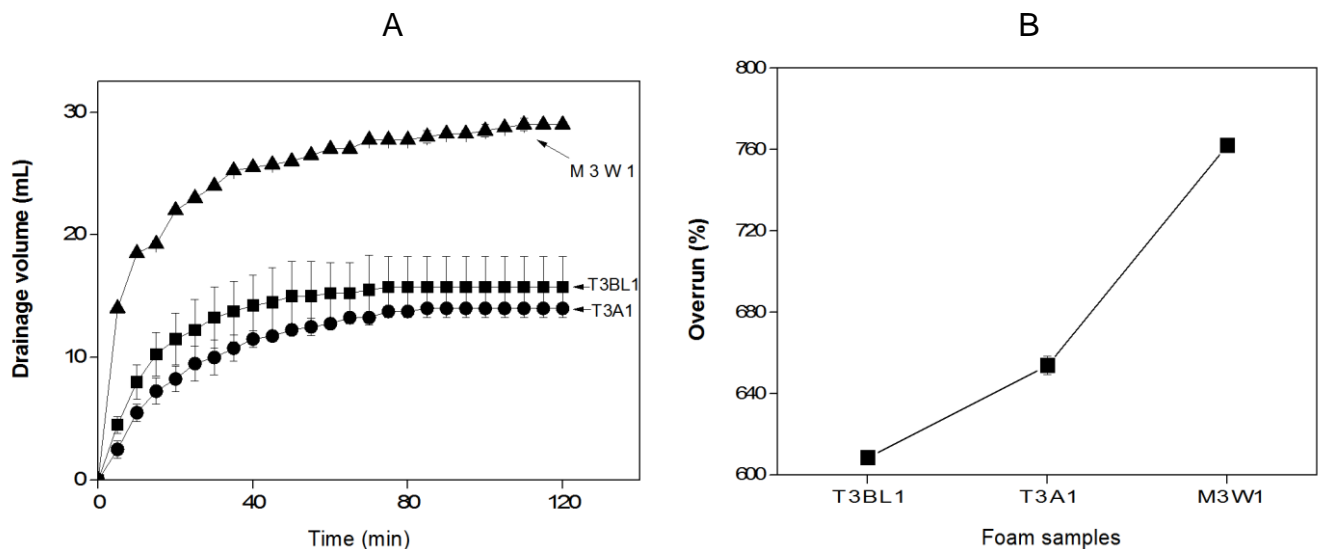 A
Drainage volume (mL)
30
20
10
0
M 3 W 1
T3BL1
T3A1
0
40
80
120
Time (min)
B
Overrun (%)
800
760
720
680
640
600
T3BL1
T3A1
M3W1
Foam samples